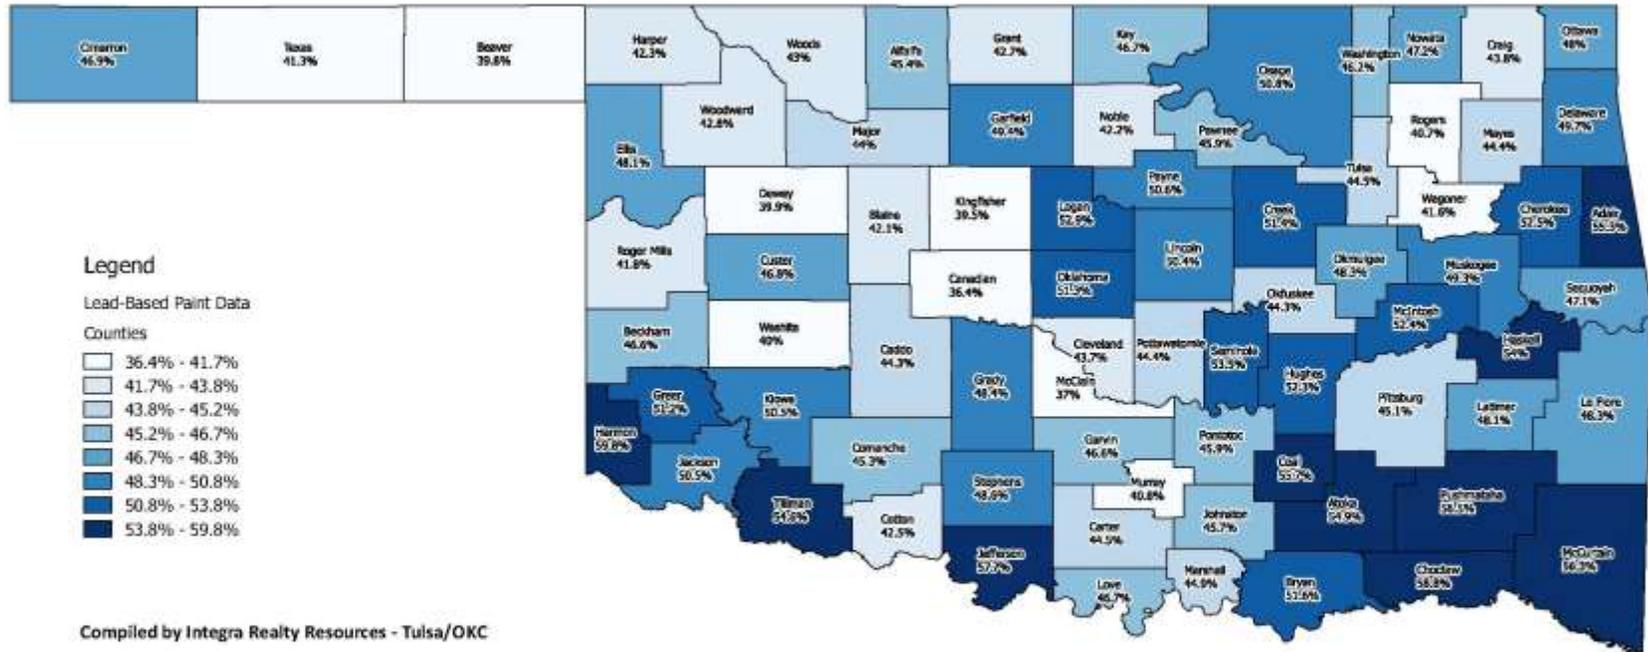 Cimarron
46.9%
Texas
41.3%
Beaver
39.8%
Harper
42.3%
Woods
43%
Alfalfa
45.4%
Grant
42.7%
Kay
46.7%
Osage
50.8%
Washington
46.2%
Nowata
47.2%
Craig
43.8%
Ottawa
48%
Woodward
42.8%
Major
44%
Garfield
49.4%
Noble
42.2%
Pawnee
45.9%
Rogers
40.7%
Mayes
44.4%
Delaware
49.7%
Ellis
48.1%
Dewey
39.9%
Blaine
42.1%
Kingfisher
39.5%
Logan
52.9%
Payne
50.6%
Creek
51.4%
Tulsa
44.5%
Wagoner
41.6%
Cherokee
52.5%
Adair
55.3%
Roger Mills
41.8%
Custer
46.8%
Canadian
36.4%
Oklahoma
51.3%
Lincoln
50.4%
Okmulgee
48.3%
Muskogee
49.3%
Sequoyah
47.1%
Okfuskee
44.3%
McIntosh
52.4%
Haskell
54%
Beckham
46.6%
Washita
40%
Caddo
44.3%
Grady
48.4%
Cleveland
43.7%
McClain
37%
Pottawatomie
44.4%
Seminole
53.5%
Hughes
52.3%
Pittsburg
45.1%
Latimer
48.1%
Le Flore
48.3%
Greer
51.2%
Kiowa
50.5%
Harmon
59.8%
Jackson
50.5%
Comanche
45.3%
Garvin
46.6%
Pontotoc
45.9%
Coal
55.7%
Stephens
48.6%
Murray
40.8%
Tillman
54.8%
Cotton
42.5%
Jefferson
57.7%
Carter
44.5%
Johnston
45.7%
Atoka
54.9%
Pushmataha
Love
46.7%
Marshall
Bryan
51.6%
Choctaw
58.8%
McCurtain
56.3%
Legend
Lead-Based Paint Data
Counties
36.4% - 41.7%
41.7% - 43.8%
43.8% - 45.2%
45.2% - 46.7%
46.7% - 48.3%
48.3% - 50.8%
50.8% - 53.8%
53.8% - 59.8%
Compiled by Integra Realty Resources - Tulsa/OKC